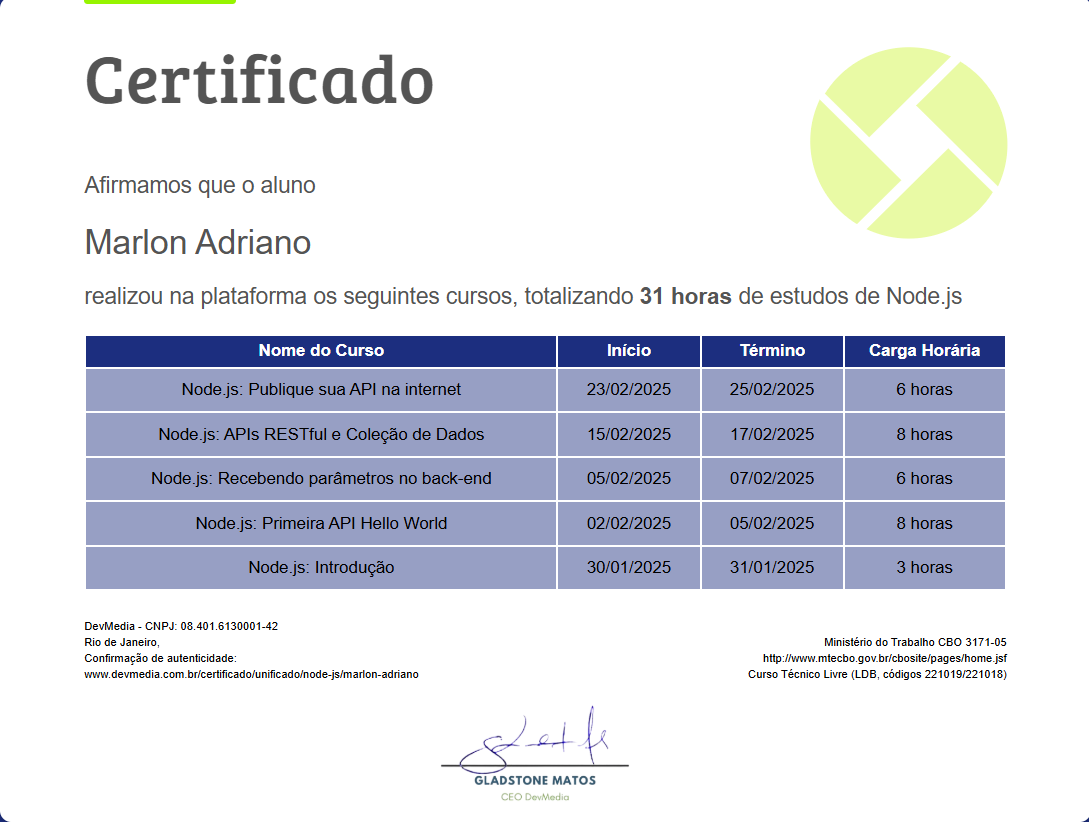 Certificado
Afirmamos que o aluno
Marlon Adriano
realizou na plataforma os seguintes cursos, totalizando 31 horas de estudos de Node.js
Nome do Curso Início Término Carga Horária
Node.js: Publique sua API na internet 23/02/2025 25/02/2025 6 horas
Node.js: APIs RESTful e Coleção de Dados 15/02/2025 17/02/2025 8 horas
Node.js: Recebendo parâmetros no back-end 05/02/2025 07/02/2025 6 horas
Node.js: Primeira API Hello World 02/02/2025 05/02/2025 8 horas
Node.js: Introdução 30/01/2025 31/01/2025 3 horas
DevMedia - CNPJ: 08.401.6130001-42
Rio de Janeiro,
Confirmação de autenticidade:
www.devmedia.com.br/certificado/unificado/node-js/marlon-adriano
Ministério do Trabalho CBO 3171-05
http://www.mtecbo.gov.br/cbosite/pages/home.jsf
Curso Técnico Livre (LDB, códigos 221019/221018)
GLADSTONE MATOS
CEO DevMedia